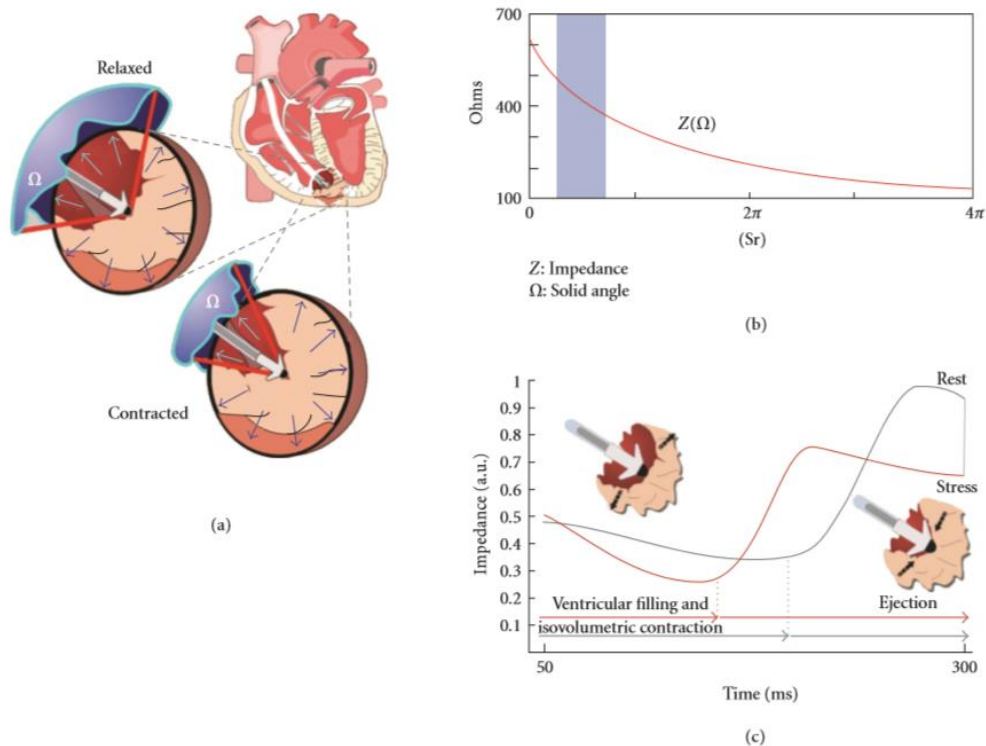 Relaxed
Ω
Ω
Contracted
(a)
700
400
100
Ohms
Z(Ω)
0
2π
4π
(Sr)
Z: Impedance
Ω: Solid angle
(b)
1
0.9
0.8
0.7
0.6
0.5
0.4
0.3
0.2
0.1
Impedance (a.u.)
Rest
Stress
Ventricular filling and
isovolumetric contraction
Ejection
50
300
Time (ms)
(c)